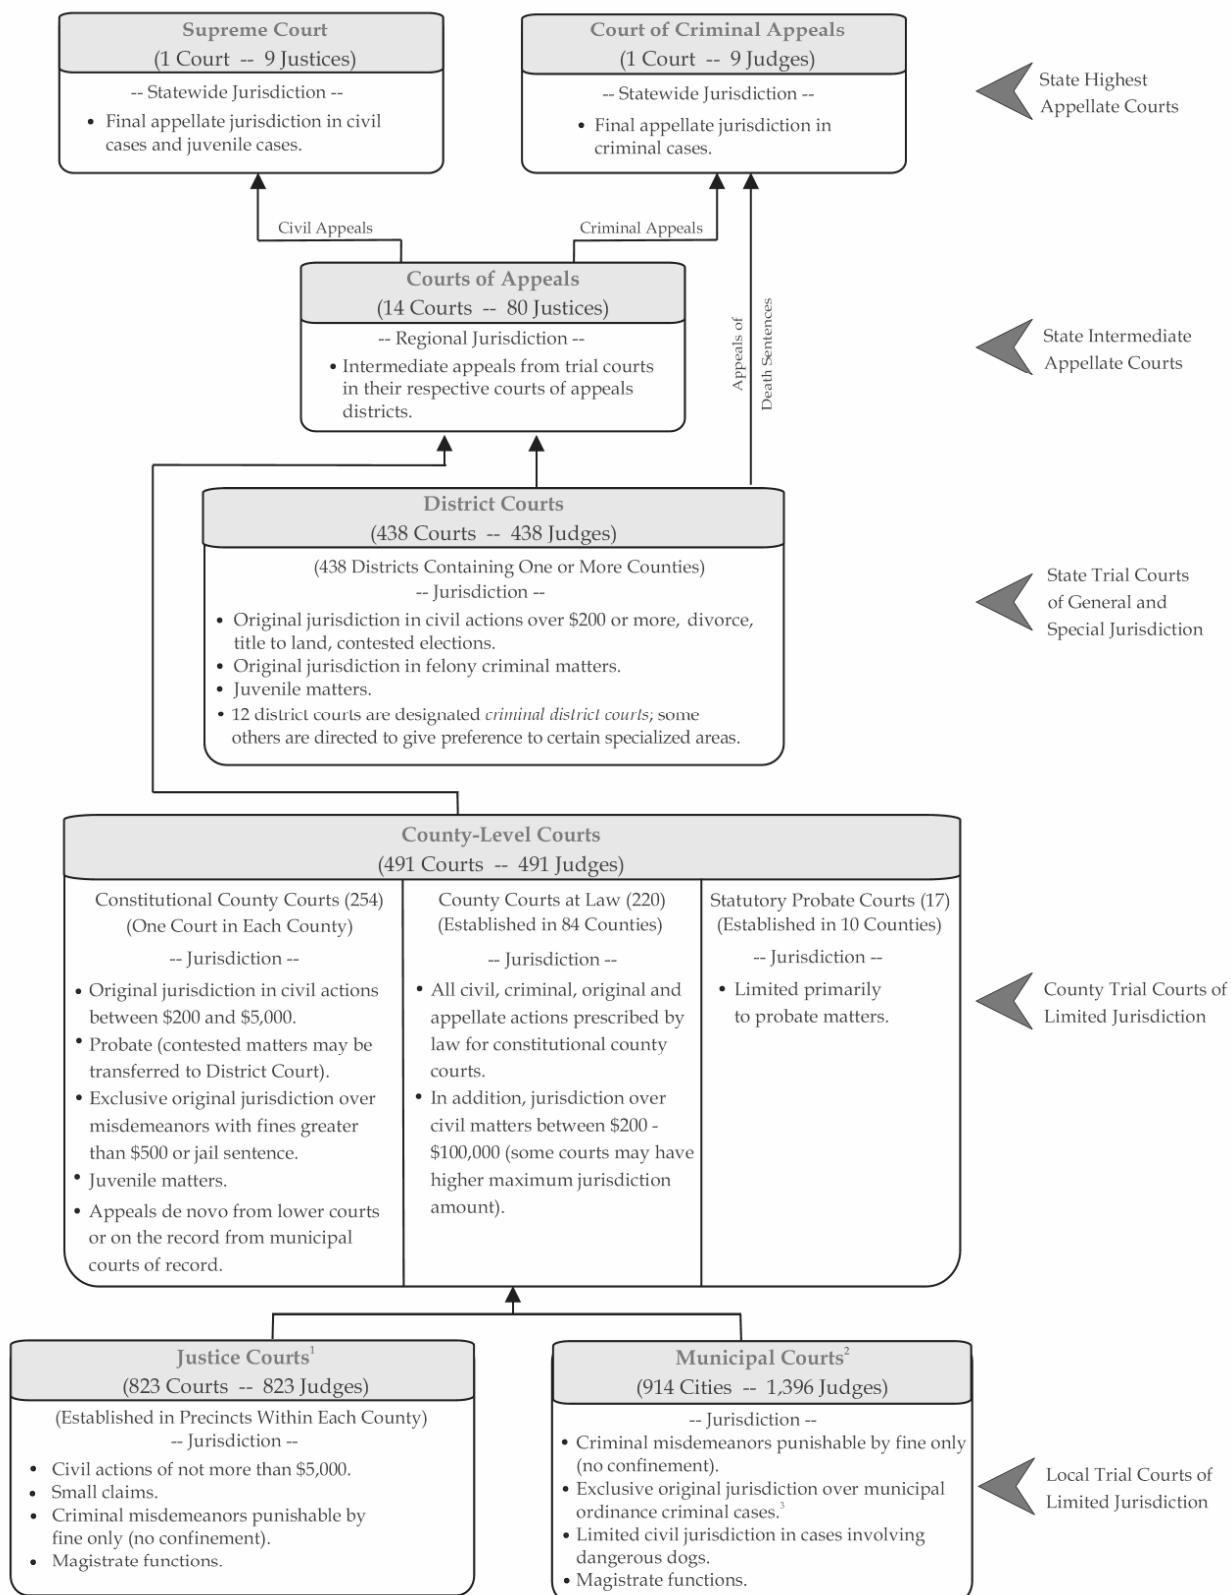 Supreme Court
(1 Court -- 9 Justices)
-- Statewide Jurisdiction --
• Final appellate jurisdiction in civil
cases and juvenile cases.
Court of Criminal Appeals
(1 Court -- 9 Judges)
-- Statewide Jurisdiction --
• Final appellate jurisdiction in
criminal cases.
State Highest
Appellate Courts
Civil Appeals
Criminal Appeals
Appeals of
Death Sentences
Courts of Appeals
(14 Courts -- 80 Justices)
-- Regional Jurisdiction --
• Intermediate appeals from trial courts
in their respective courts of appeals
districts.
State Intermediate
Appellate Courts
District Courts
(438 Courts -- 438 Judges)
(438 Districts Containing One or More Counties)
-- Jurisdiction --
• Original jurisdiction in civil actions over $200 or more, divorce,
title to land, contested elections.
• Original jurisdiction in felony criminal matters.
• Juvenile matters.
• 12 district courts are designated criminal district courts; some
others are directed to give preference to certain specialized areas.
State Trial Courts
of General and
Special Jurisdiction
County-Level Courts
(491 Courts -- 491 Judges)
Constitutional County Courts (254)
(One Court in Each County)
-- Jurisdiction --
• Original jurisdiction in civil actions
between $200 and $5,000.
• Probate (contested matters may be
transferred to District Court).
• Exclusive original jurisdiction over
misdemeanors with fines greater
than $500 or jail sentence.
• Juvenile matters.
• Appeals de novo from lower courts
or on the record from municipal
courts of record.
County Courts at Law (220)
(Established in 84 Counties)
-- Jurisdiction --
• All civil, criminal, original and
appellate actions prescribed by
law for constitutional county
courts.
• In addition, jurisdiction over
civil matters between $200 -
$100,000 (some courts may have
higher maximum jurisdiction
amount).
Statutory Probate Courts (17)
(Established in 10 Counties)
-- Jurisdiction --
• Limited primarily
to probate matters.
County Trial Courts of
Limited Jurisdiction
Justice Courts¹
(823 Courts -- 823 Judges)
(Established in Precincts Within Each County)
-- Jurisdiction --
• Civil actions of not more than $5,000.
• Small claims.
• Criminal misdemeanors punishable by
fine only (no confinement).
• Magistrate functions.
Municipal Courts²
(914 Cities -- 1,396 Judges)
-- Jurisdiction --
• Criminal misdemeanors punishable by fine only
(no confinement).
• Exclusive original jurisdiction over municipal
ordinance criminal cases.³
• Limited civil jurisdiction in cases involving
dangerous dogs.
• Magistrate functions.
Local Trial Courts of
Limited Jurisdiction